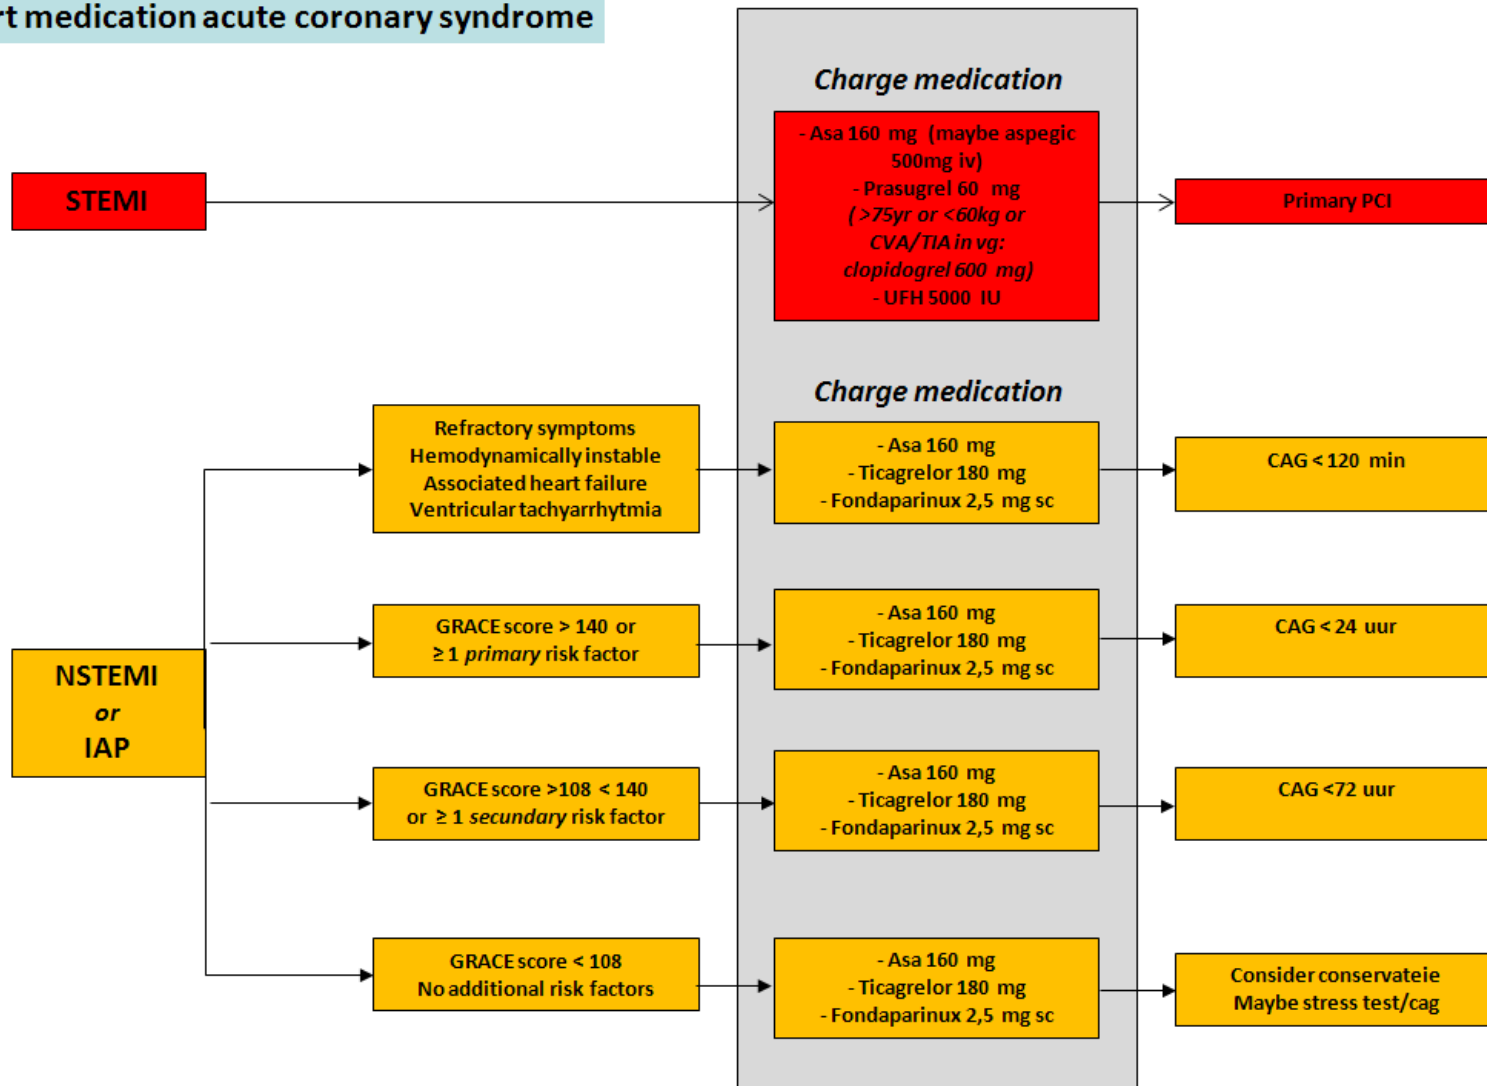 rt medication acute coronary syndrome
Charge medication
- Asa 160 mg (maybe aspegic
500mg iv)
- Prasugrel 60 mg
( >75yr or <60kg or
CVA/TIA in vg:
clopidogrel 600 mg)
- UFH 5000 IU
STEMI
Primary PCI
Charge medication
Refractory symptoms
Hemodynamically instable
Associated heart failure
Ventricular tachyarrhytmia
- Asa 160 mg
- Ticagrelor 180 mg
- Fondaparinux 2,5 mg sc
CAG < 120 min
NSTEMI
or
IAP
GRACE score > 140 or
≥ 1 primary risk factor
- Asa 160 mg
- Ticagrelor 180 mg
- Fondaparinux 2,5 mg sc
CAG < 24 uur
GRACE score >108 < 140
or ≥ 1 secundary risk factor
- Asa 160 mg
- Ticagrelor 180 mg
- Fondaparinux 2,5 mg sc
CAG <72 uur
GRACE score < 108
No additional risk factors
- Asa 160 mg
- Ticagrelor 180 mg
- Fondaparinux 2,5 mg sc
Consider conservateie
Maybe stress test/cag